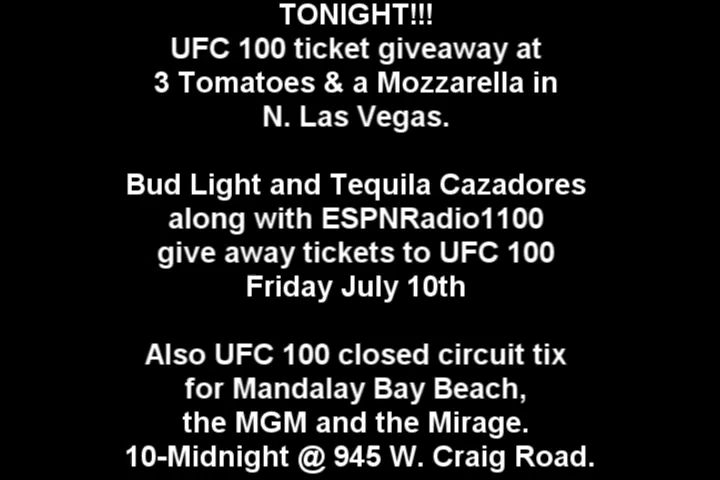 TONIGHT!!!
UFC 100 ticket giveaway at
3 Tomatoes & a Mozzarella in
N. Las Vegas.
Bud Light and Tequila Cazadores
along with ESPNRadio1100
give away tickets to UFC 100
Friday July 10th
Also UFC 100 closed circuit tix
for Mandalay Bay Beach,
the MGM and the Mirage.
10-Midnight @ 945 W. Craig Road.